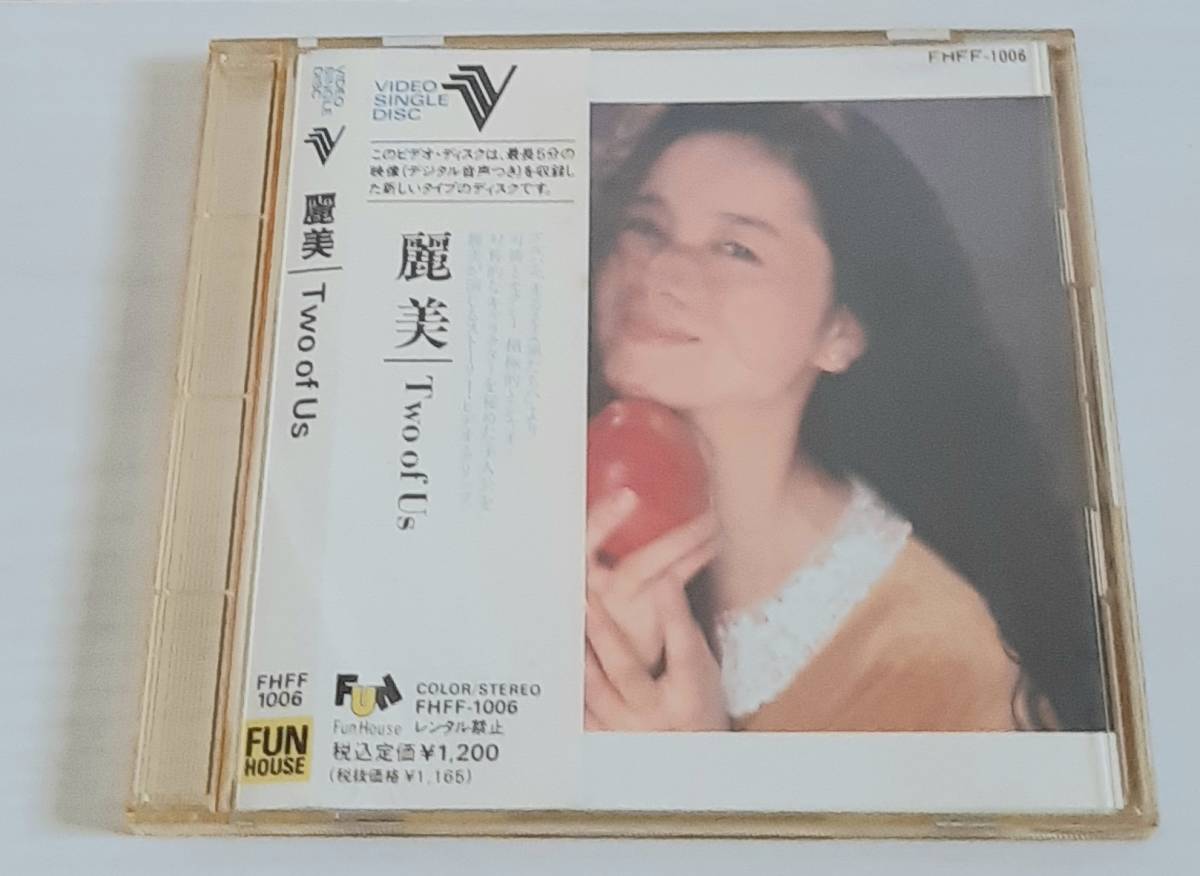 FHFF-1006
VIDEO
SINGLE
DISC
麗美 Two of Us
FHFF
1006
FUN
HOUSE
VIDEO
SINGLE
DISC
このビデオ・ディスクは、最長5分の
映像(デジタル音声つき)を収録し
た新しいタイプのディスクです。
麗美 Two of Us
FUN
FunHouse
COLOR/STEREO
FHFF-1006
レンタル禁止
税込定価¥1,200
(税抜価格¥1,165)